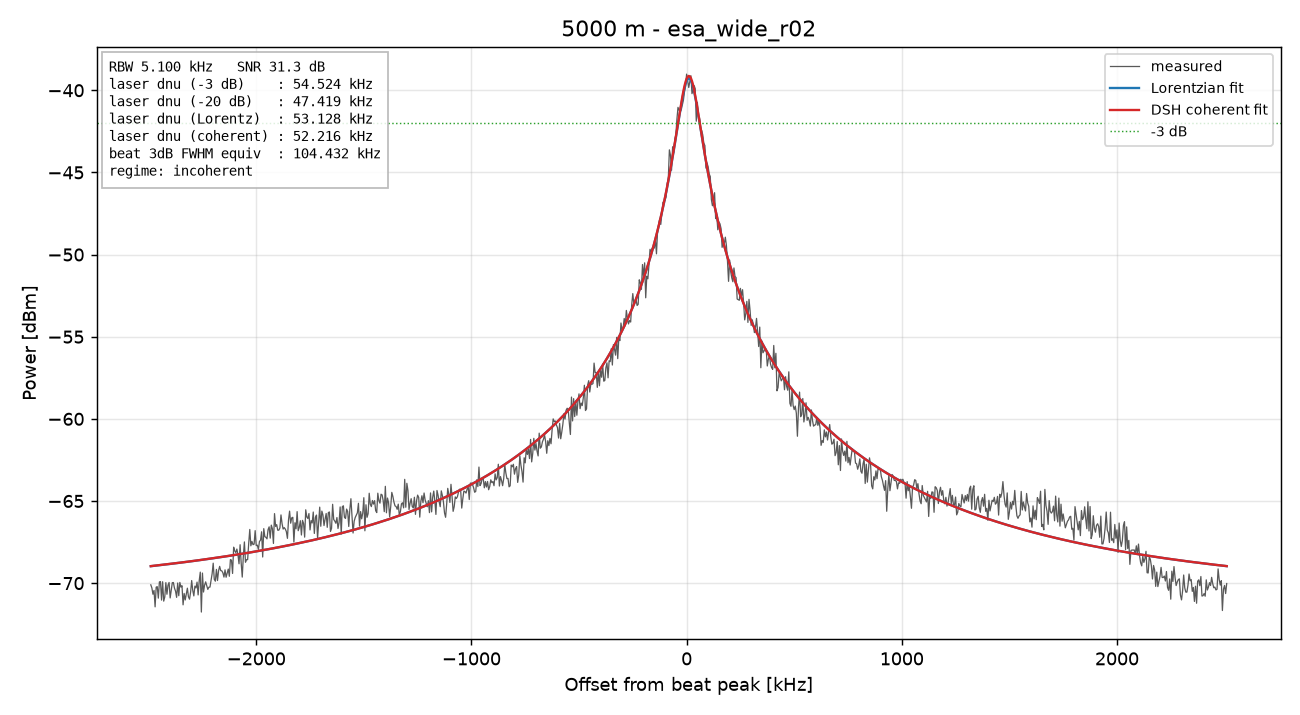 5000 m - esa_wide_r02
RBW 5.100 kHz   SNR 31.3 dB
laser dnu (-3 dB)    : 54.524 kHz
laser dnu (-20 dB)   : 47.419 kHz
laser dnu (Lorentz)  : 53.128 kHz
laser dnu (coherent) : 52.216 kHz
beat 3dB FWHM equiv  : 104.432 kHz
regime: incoherent
measured
Lorentzian fit
DSH coherent fit
-3 dB
Power [dBm]
−40
−45
−50
−55
−60
−65
−70
−2000
−1000
0
1000
2000
Offset from beat peak [kHz]